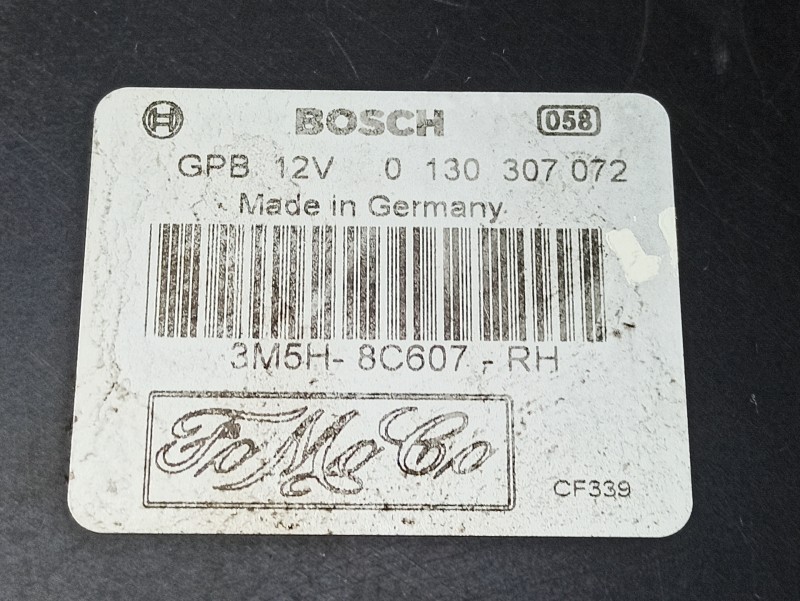 BOSCH 058
GPB 12V 0 130 307 072
Made in Germany
3M5H-8C607-RH
FoMoCo
CF339